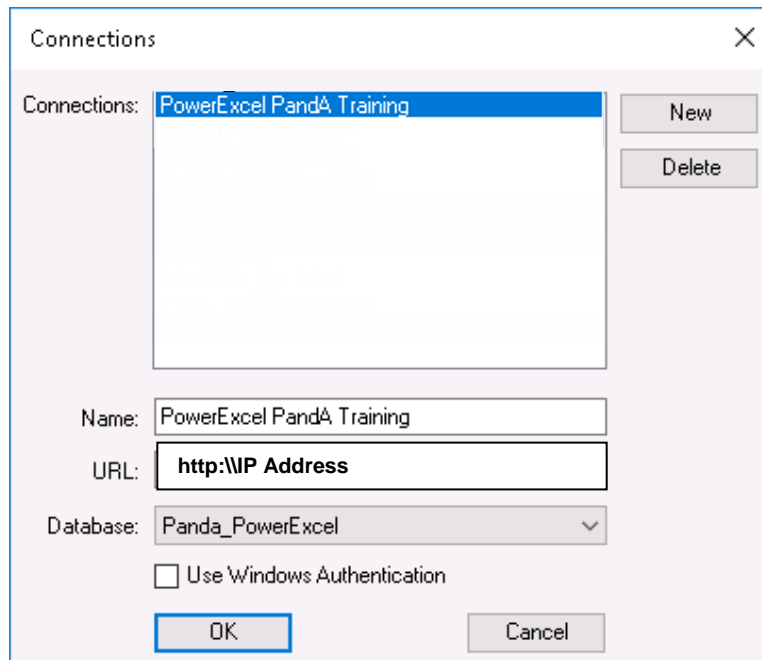 Connections
Connections: PowerExcel PandA Training
New
Delete
Name: PowerExcel PandA Training
URL: http:\\IP Address
Database: Panda_PowerExcel
Use Windows Authentication
OK Cancel